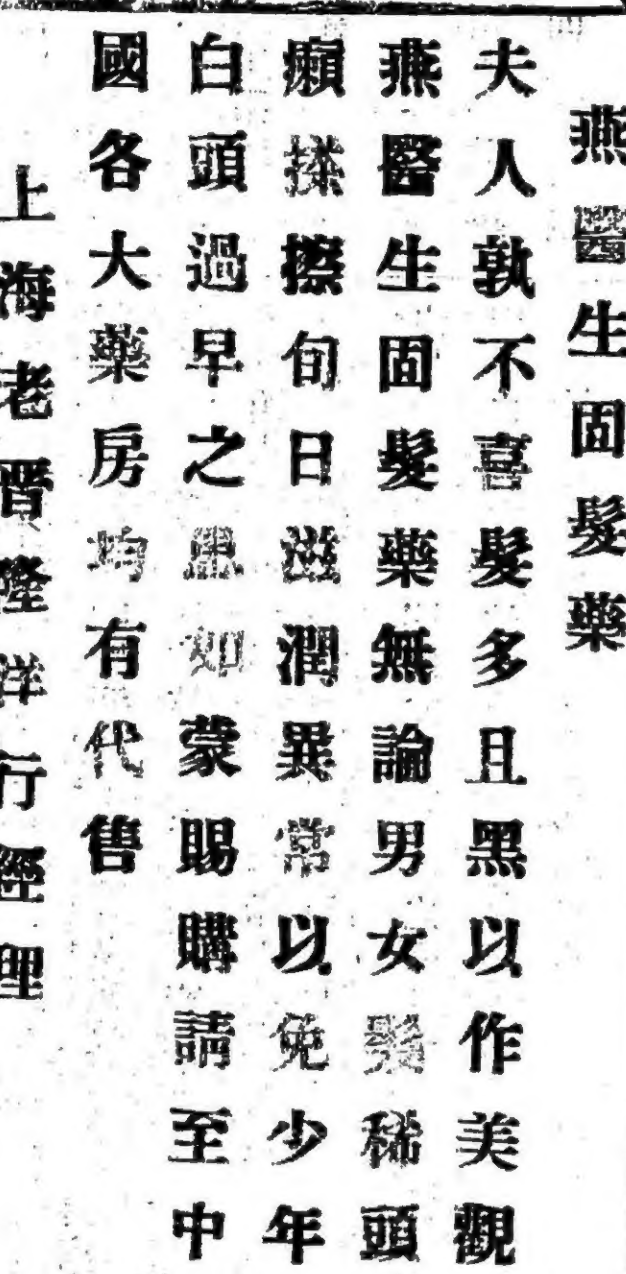 燕醫生固髮藥
夫人孰不喜髮多且黑以作美觀
燕醫生固髮藥無論男女髮稀頭
癩搽擦旬日滋潤異常以免少年
白頭過早之患如蒙賜購請至中
國各大藥房均有代售
上海老晋隆洋行經理